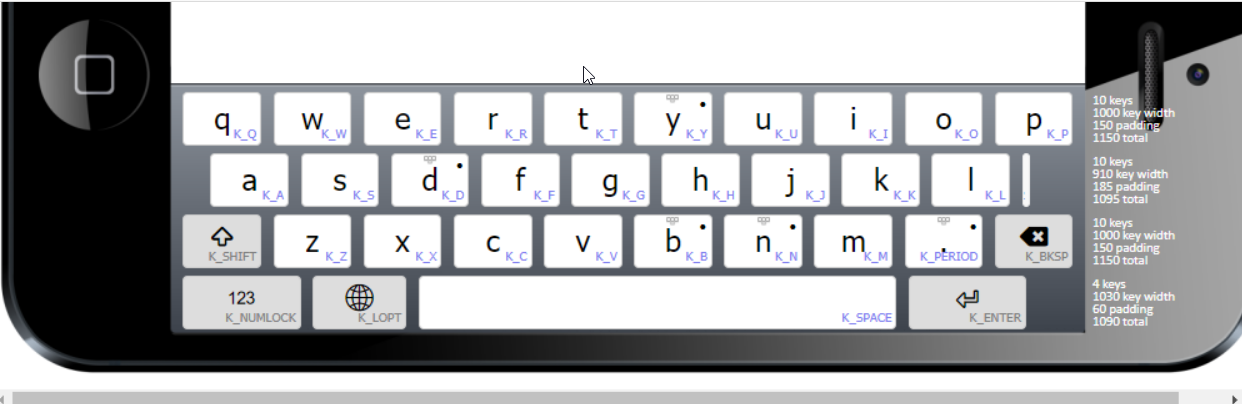 q K_Q w K_W e K_E r K_R t K_T y K_Y u K_U i K_I o K_O p K_P
10 keys
1000 key width
150 padding
1150 total
a K_A s K_S d K_D f K_F g K_G h K_H j K_J k K_K l K_L
10 keys
910 key width
185 padding
1095 total
K_SHIFT z K_Z x K_X c K_C v K_V b K_B n K_N m K_M . K_PERIOD K_BKSP
10 keys
1000 key width
150 padding
1150 total
123 K_NUMLOCK K_LOPT K_SPACE K_ENTER
4 keys
1030 key width
60 padding
1090 total